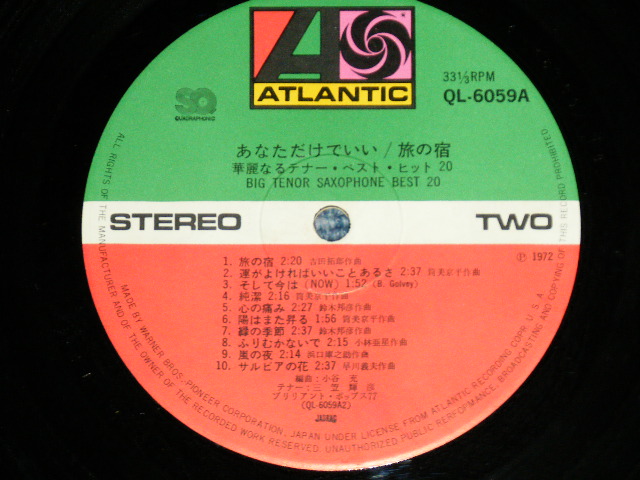 ATLANTIC
SQ
QUADRAPHONIC
33⅓RPM
QL-6059A
あなただけでいい / 旅の宿
華麗なるテナー・ベスト・ヒット 20
BIG TENOR SAXOPHONE BEST 20
STEREO
TWO
℗ 1972
1. 旅の宿 2:20 吉田拓郎作曲
2. 運がよければいいことあるさ 2:37 筒美京平作曲
3. そして今は (NOW) 1:52 (B. Golvey)
4. 純潔 2:16 筒美京平作曲
5. 心の痛み 2:27 鈴木邦彦作曲
6. 陽はまた昇る 1:56 筒美京平作曲
7. 緑の季節 2:37 鈴木邦彦作曲
8. ふりむかないで 2:15 小林亜星作曲
9. 嵐の夜 2:14 浜口庫之助作曲
10. サルビアの花 2:37 早川義夫作曲
編曲:小谷 充
テナー:三笠輝彦
ブリリアント・ポップス77
(QL-6059A2)
JASRAC
ALL RIGHTS OF THE MANUFACTURER AND OF THE OWNER OF THE RECORDED WORK RESERVED. UNAUTHORIZED PUBLIC PERFORMANCE, BROADCASTING AND COPYING OF THIS RECORD PROHIBITED
MADE BY WARNER BROS-PIONEER CORPORATION, JAPAN UNDER LICENSE FROM ATLANTIC RECORDING CORP. U.S.A.